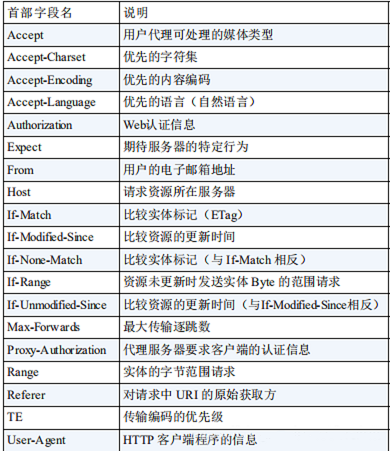 首部字段名 说明
Accept 用户代理可处理的媒体类型
Accept-Charset 优先的字符集
Accept-Encoding 优先的内容编码
Accept-Language 优先的语言（自然语言）
Authorization Web认证信息
Expect 期待服务器的特定行为
From 用户的电子邮箱地址
Host 请求资源所在服务器
If-Match 比较实体标记（ETag）
If-Modified-Since 比较资源的更新时间
If-None-Match 比较实体标记（与 If-Match 相反）
If-Range 资源未更新时发送实体 Byte 的范围请求
If-Unmodified-Since 比较资源的更新时间（与If-Modified-Since相反）
Max-Forwards 最大传输逐跳数
Proxy-Authorization 代理服务器要求客户端的认证信息
Range 实体的字节范围请求
Referer 对请求中 URI 的原始获取方
TE 传输编码的优先级
User-Agent HTTP 客户端程序的信息